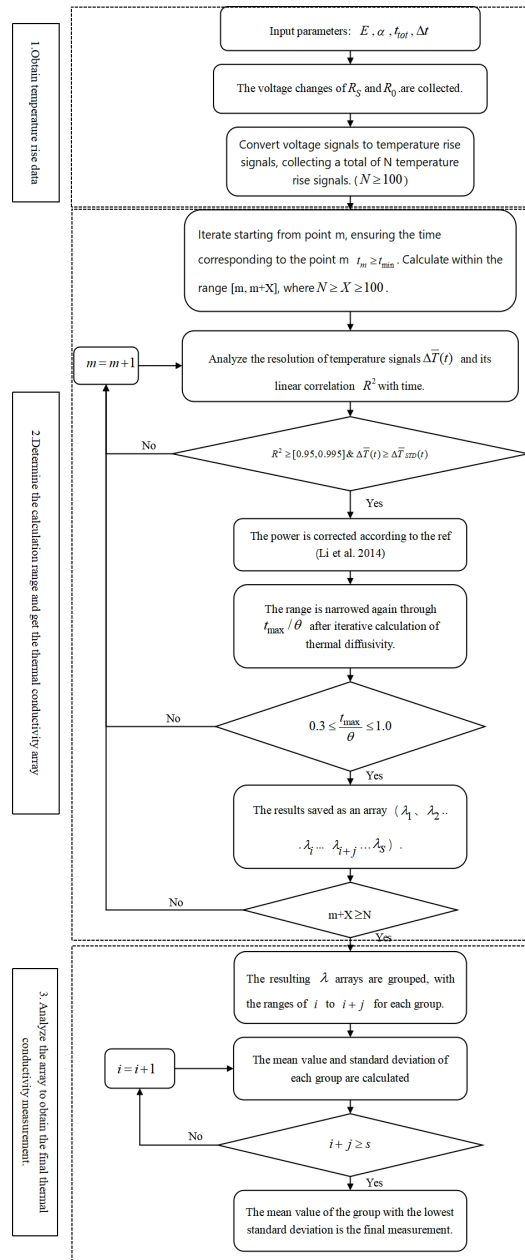 1.Obtain temperature rise
data
Input parameters: E , α , t_tot , Δt
The voltage changes of R_S and R_0 .are collected.
Convert voltage signals to temperature rise
signals, collecting a total of N temperature
rise signals. ( N ≥ 100 )
2.Determine the calculation range and get the thermal
conductivity array
Iterate starting from point m, ensuring the time
corresponding to the point m t_m ≥ t_min . Calculate within the
range [m, m+X], where N ≥ X ≥ 100 .
m = m+1
Analyze the resolution of temperature signals ΔT̅(t) and its
linear correlation R² with time.
No
R² ≥ [0.95,0.995] & ΔT̅(t) ≥ ΔT̅_STD(t)
Yes
The power is corrected according to the ref
(Li et al. 2014)
The range is narrowed again through
t_max / θ after iterative calculation of
thermal diffusivity.
No
0.3 ≤ t_max / θ ≤ 1.0
Yes
The results saved as an array ( λ_1 、 λ_2 ..
. λ_i ... λ_{i+j} ... λ_S ) .
No
m+X ≥N
Yes
3. Analyze the array to obtain the final thermal
conductivity measurement.
The resulting λ arrays are grouped, with
the ranges of i to i + j for each group.
i = i+1
The mean value and standard deviation of
each group are calculated
No
i + j ≥ s
Yes
The mean value of the group with the lowest
standard deviation is the final measurement.